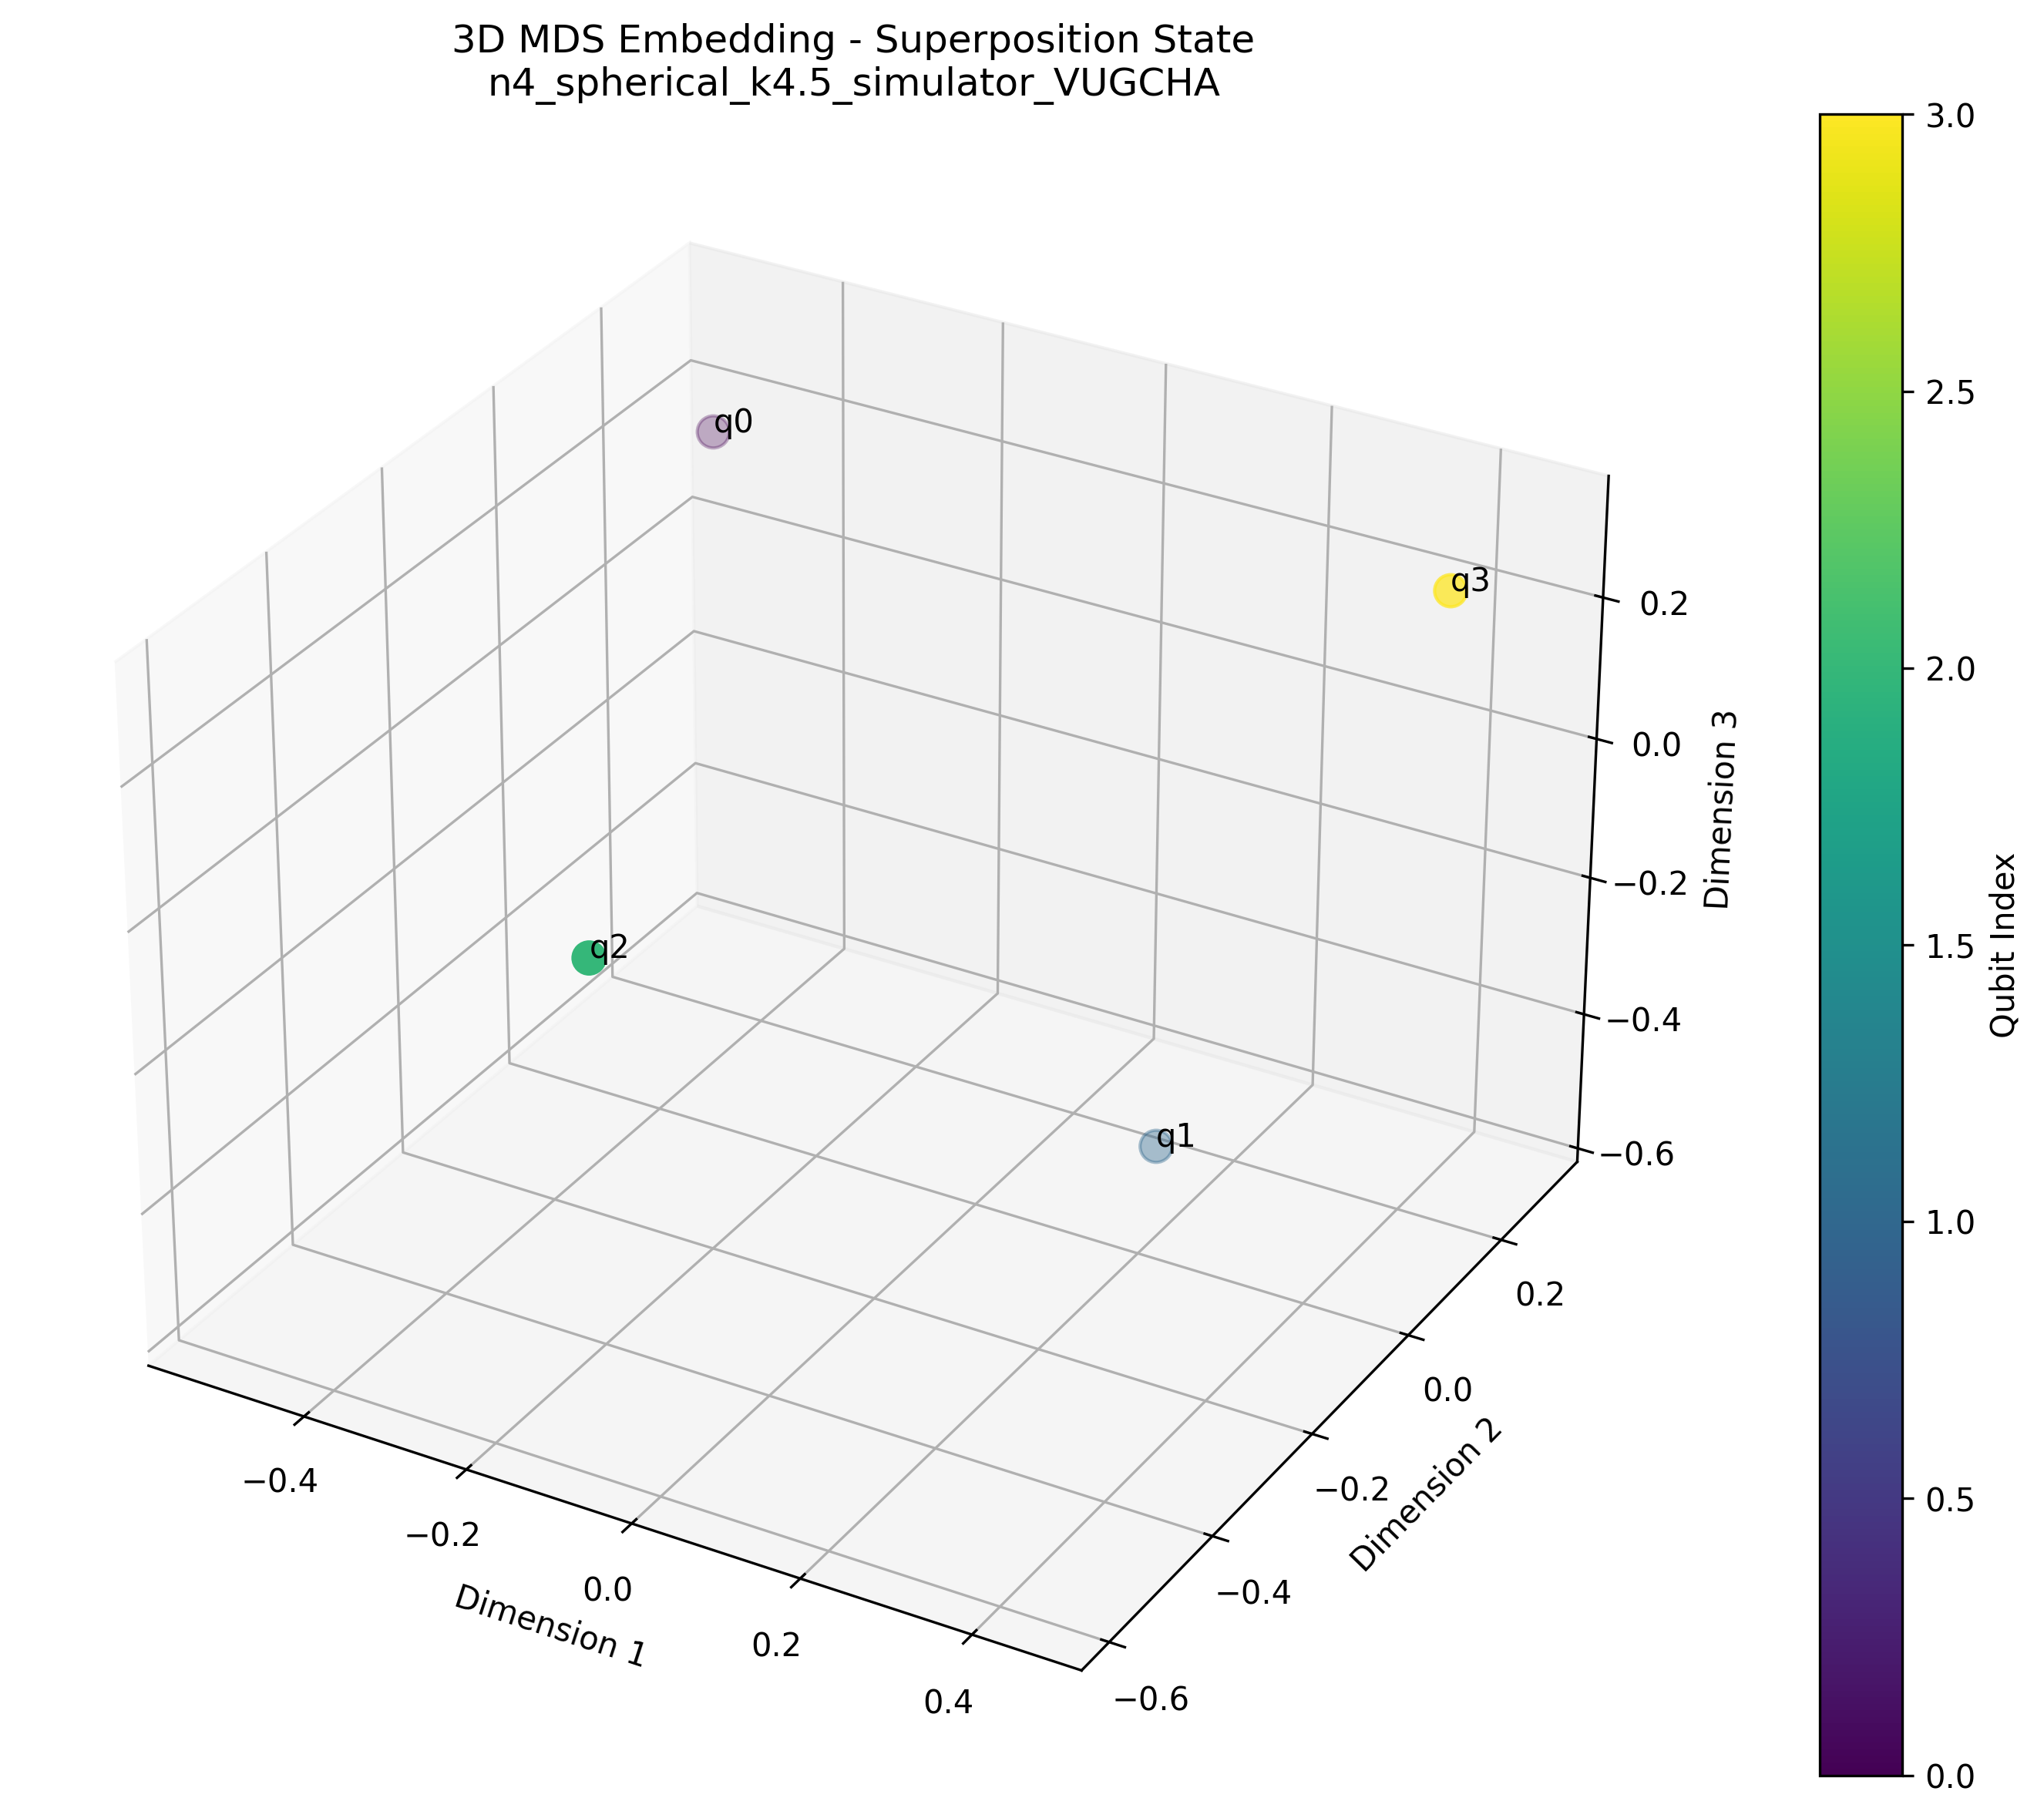 3D MDS Embedding - Superposition State
n4_spherical_k4.5_simulator_VUGCHA
q0
q3
q2
q1
0.2
0.0
−0.2
−0.4
−0.6
Dimension 3
0.2
0.0
−0.2
−0.4
−0.6
Dimension 2
−0.4
−0.2
0.0
0.2
0.4
Dimension 1
3.0
2.5
2.0
1.5
1.0
0.5
0.0
Qubit Index